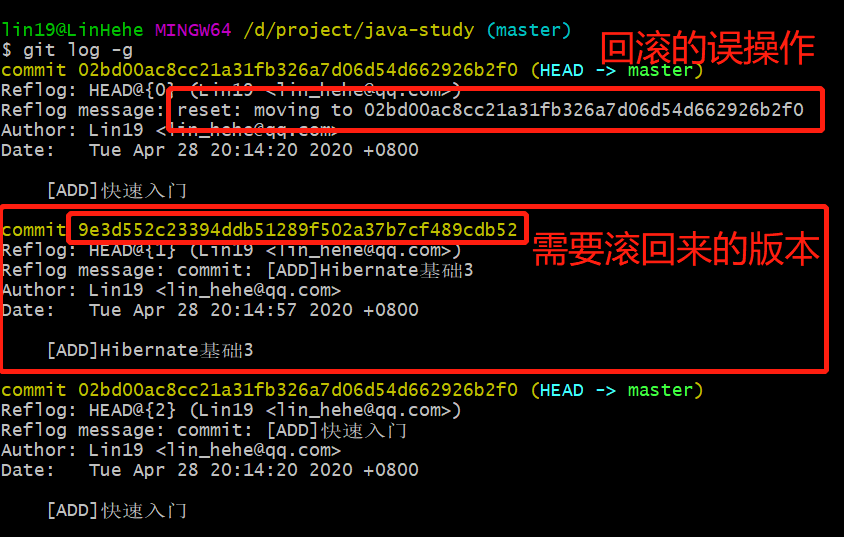 lin19@LinHehe MINGW64 /d/project/java-study (master)
$ git log -g
回滚的误操作
commit 02bd00ac8cc21a31fb326a7d06d54d662926b2f0 (HEAD -> master)
Reflog: HEAD@{0} (Lin19 <lin_hehe@qq.com>)
Reflog message: reset: moving to 02bd00ac8cc21a31fb326a7d06d54d662926b2f0
Author: Lin19 <lin_hehe@qq.com>
Date:   Tue Apr 28 20:14:20 2020 +0800
[ADD]快速入门
commit 9e3d552c23394ddb51289f502a37b7cf489cdb52
需要滚回来的版本
Reflog: HEAD@{1} (Lin19 <lin_hehe@qq.com>)
Reflog message: commit: [ADD]Hibernate基础3
Author: Lin19 <lin_hehe@qq.com>
Date:   Tue Apr 28 20:14:57 2020 +0800
[ADD]Hibernate基础3
commit 02bd00ac8cc21a31fb326a7d06d54d662926b2f0 (HEAD -> master)
Reflog: HEAD@{2} (Lin19 <lin_hehe@qq.com>)
Reflog message: commit: [ADD]快速入门
Author: Lin19 <lin_hehe@qq.com>
Date:   Tue Apr 28 20:14:20 2020 +0800
[ADD]快速入门